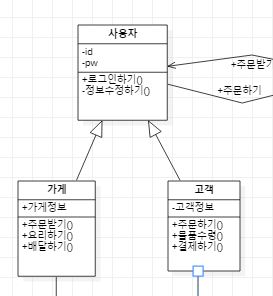 사용자
-id
-pw
+로그인하기()
-정보수정하기()
+주문받기
+주문하기
가게
+가게정보
+주문받기()
+요리하기()
+배달하기()
고객
-고객정보
+주문하기()
+물품수령()
+결제하기()